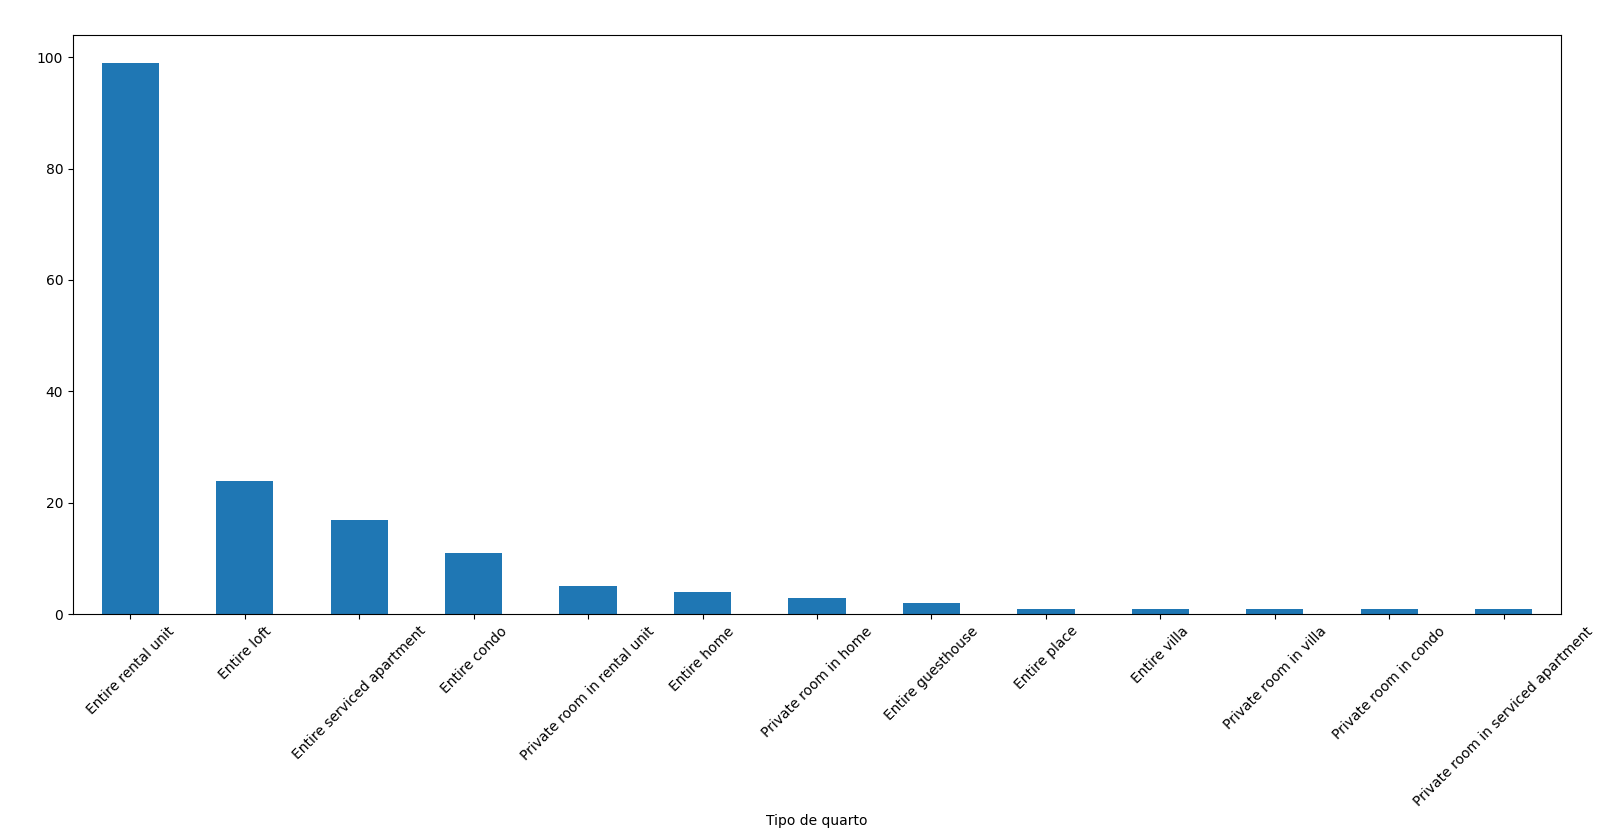 100
80
60
40
20
0
Entire rental unit
Entire loft
Entire serviced apartment
Entire condo
Private room in rental unit
Entire home
Private room in home
Entire guesthouse
Entire place
Entire villa
Private room in villa
Private room in condo
Private room in serviced apartment
Tipo de quarto